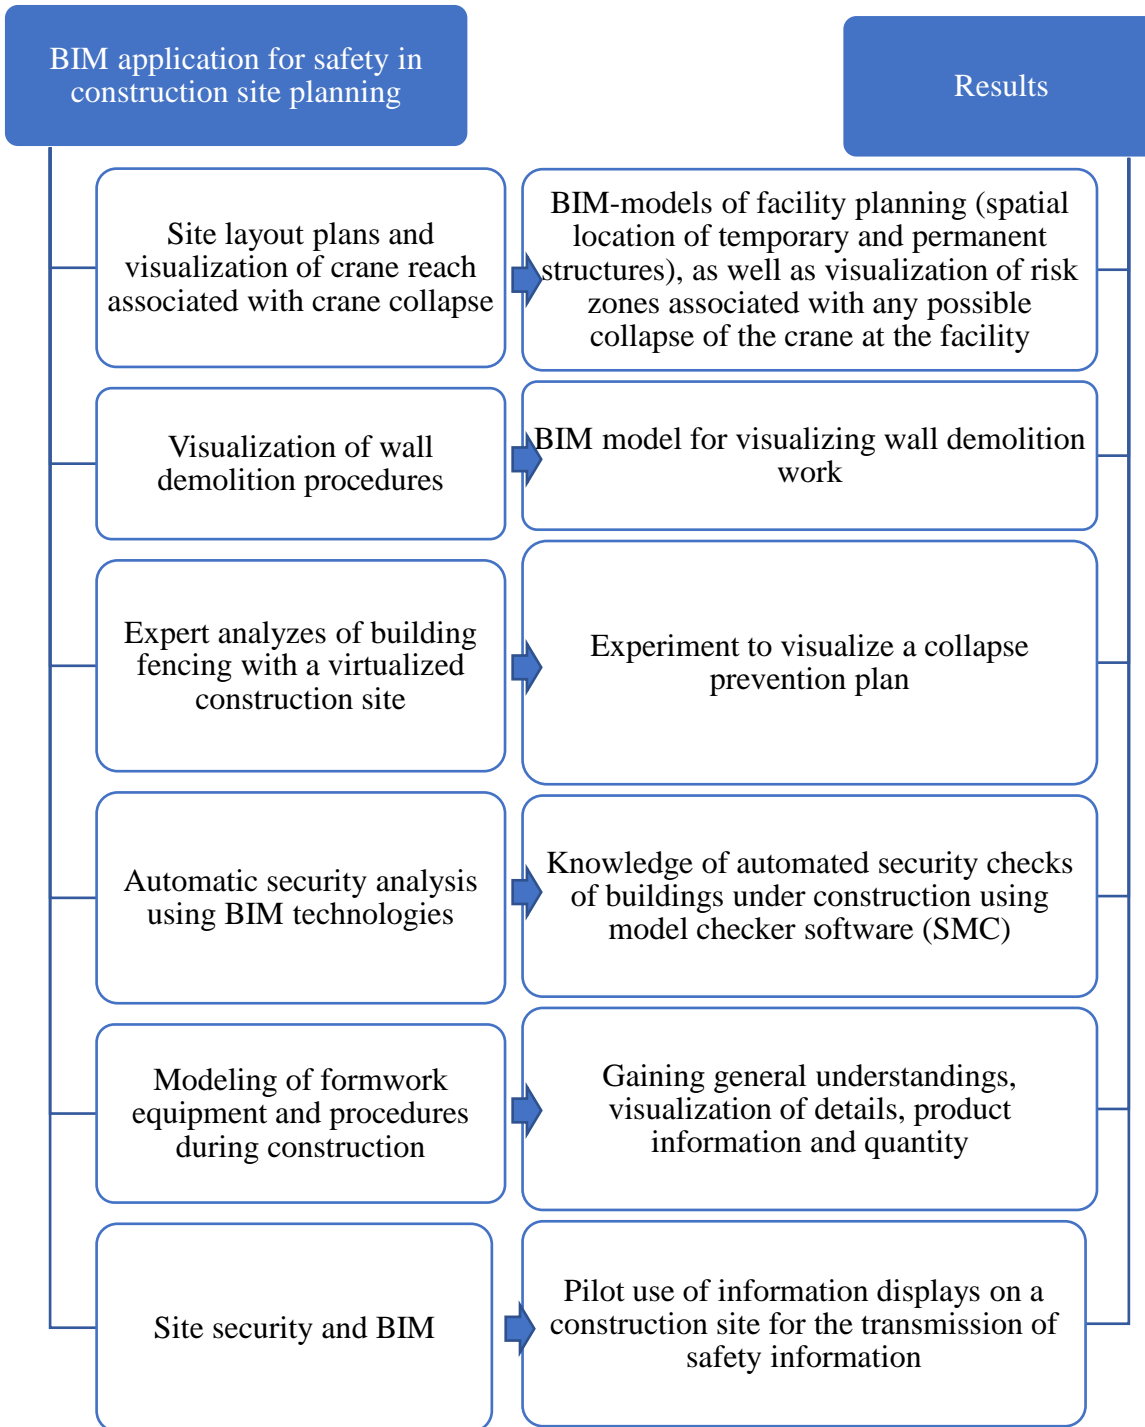 BIM application for safety in
construction site planning
Results
Site layout plans and
visualization of crane reach
associated with crane collapse
BIM-models of facility planning (spatial
location of temporary and permanent
structures), as well as visualization of risk
zones associated with any possible
collapse of the crane at the facility
Visualization of wall
demolition procedures
BIM model for visualizing wall demolition
work
Expert analyzes of building
fencing with a virtualized
construction site
Experiment to visualize a collapse
prevention plan
Automatic security analysis
using BIM technologies
Knowledge of automated security checks
of buildings under construction using
model checker software (SMC)
Modeling of formwork
equipment and procedures
during construction
Gaining general understandings,
visualization of details, product
information and quantity
Site security and BIM
Pilot use of information displays on a
construction site for the transmission of
safety information